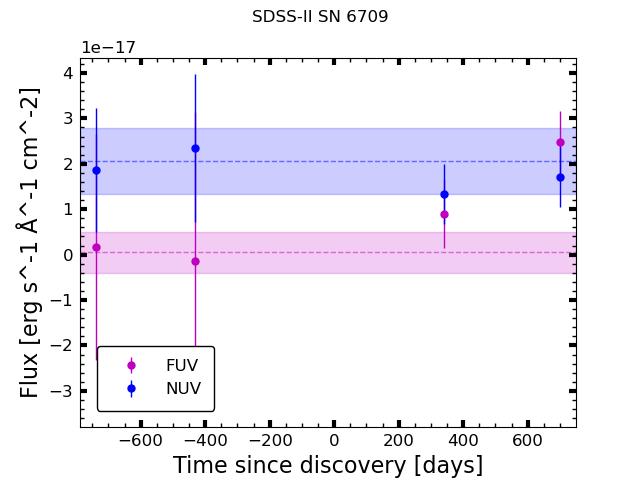 SDSS-II SN 6709
1e−17
4
3
2
1
0
−1
−2
−3
Flux [erg s^-1 Å^-1 cm^-2]
FUV
NUV
−600 −400 −200 0 200 400 600
Time since discovery [days]